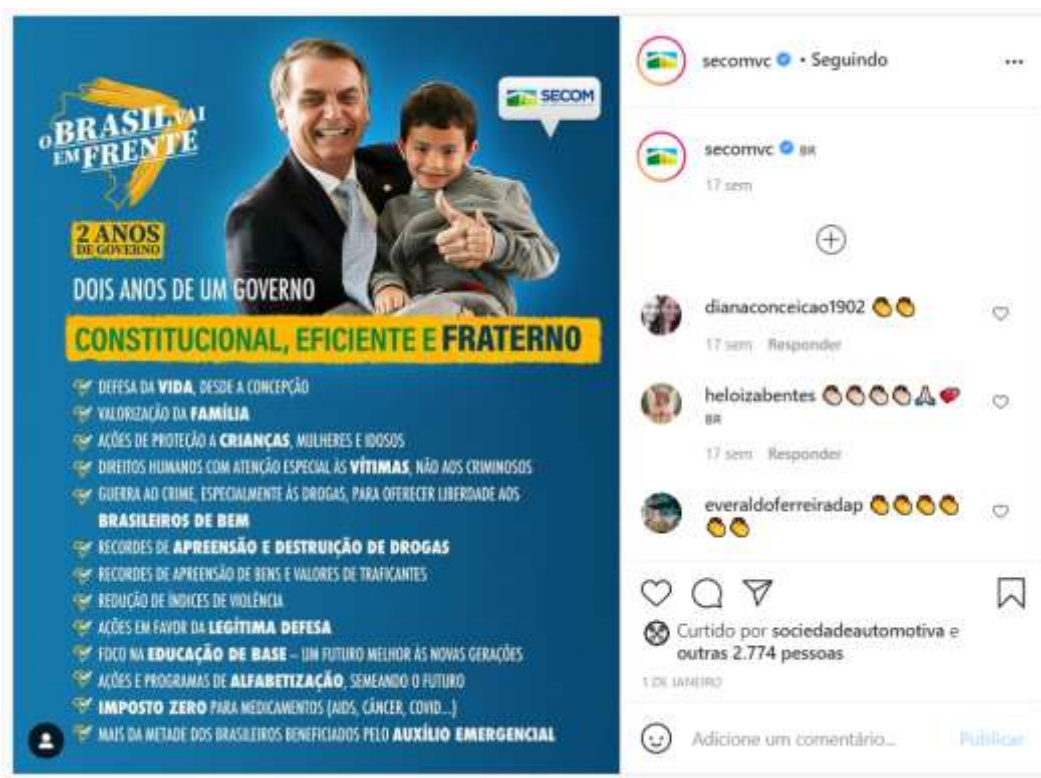 O BRASIL VAI
EM FRENTE
SECOM
2 ANOS
DE GOVERNO
DOIS ANOS DE UM GOVERNO
CONSTITUCIONAL, EFICIENTE E FRATERNO
DEFESA DA VIDA, DESDE A CONCEPÇÃO
VALORIZAÇÃO DA FAMÍLIA
AÇÕES DE PROTEÇÃO A CRIANÇAS, MULHERES E IDOSOS
DIREITOS HUMANOS COM ATENÇÃO ESPECIAL ÀS VÍTIMAS, NÃO AOS CRIMINOSOS
GUERRA AO CRIME, ESPECIALMENTE ÀS DROGAS, PARA OFERECER LIBERDADE AOS
BRASILEIROS DE BEM
RECORDES DE APREENSÃO E DESTRUIÇÃO DE DROGAS
RECORDES DE APREENSÃO DE BENS E VALORES DE TRAFICANTES
REDUÇÃO DE ÍNDICES DE VIOLÊNCIA
AÇÕES EM FAVOR DA LEGÍTIMA DEFESA
FOCO NA EDUCAÇÃO DE BASE – UM FUTURO MELHOR ÀS NOVAS GERAÇÕES
AÇÕES E PROGRAMAS DE ALFABETIZAÇÃO, SEMEANDO O FUTURO
IMPOSTO ZERO PARA MEDICAMENTOS (AIDS, CÂNCER, COVID...)
MAIS DA METADE DOS BRASILEIROS BENEFICIADOS PELO AUXÍLIO EMERGENCIAL
secomvc • Seguindo
secomvc BR
17 sem
dianaconceicao1902 👏👏
17 sem Responder
heloizabentes 👏🏻👏🏻👏🏻👏🏻🙏🏻💝
BR
17 sem Responder
everaldoferreiradap 👏👏👏👏
👏👏
Curtido por sociedadeautomotiva e
outras 2.774 pessoas
1 DE JANEIRO
Adicione um comentário... Publicar